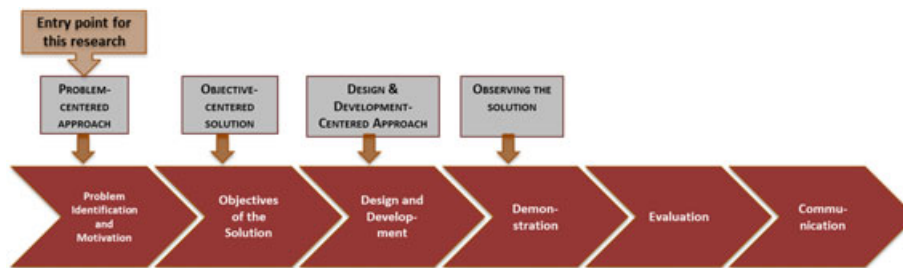 Entry point for
this research
PROBLEM-
CENTERED
APPROACH
OBJECTIVE-
CENTERED
SOLUTION
DESIGN &
DEVELOPMENT-
CENTERED APPROACH
OBSERVING THE
SOLUTION
Problem
Identification
and
Motivation
Objectives
of the
Solution
Design and
Develop-
ment
Demon-
stration
Evaluation
Commu-
nication